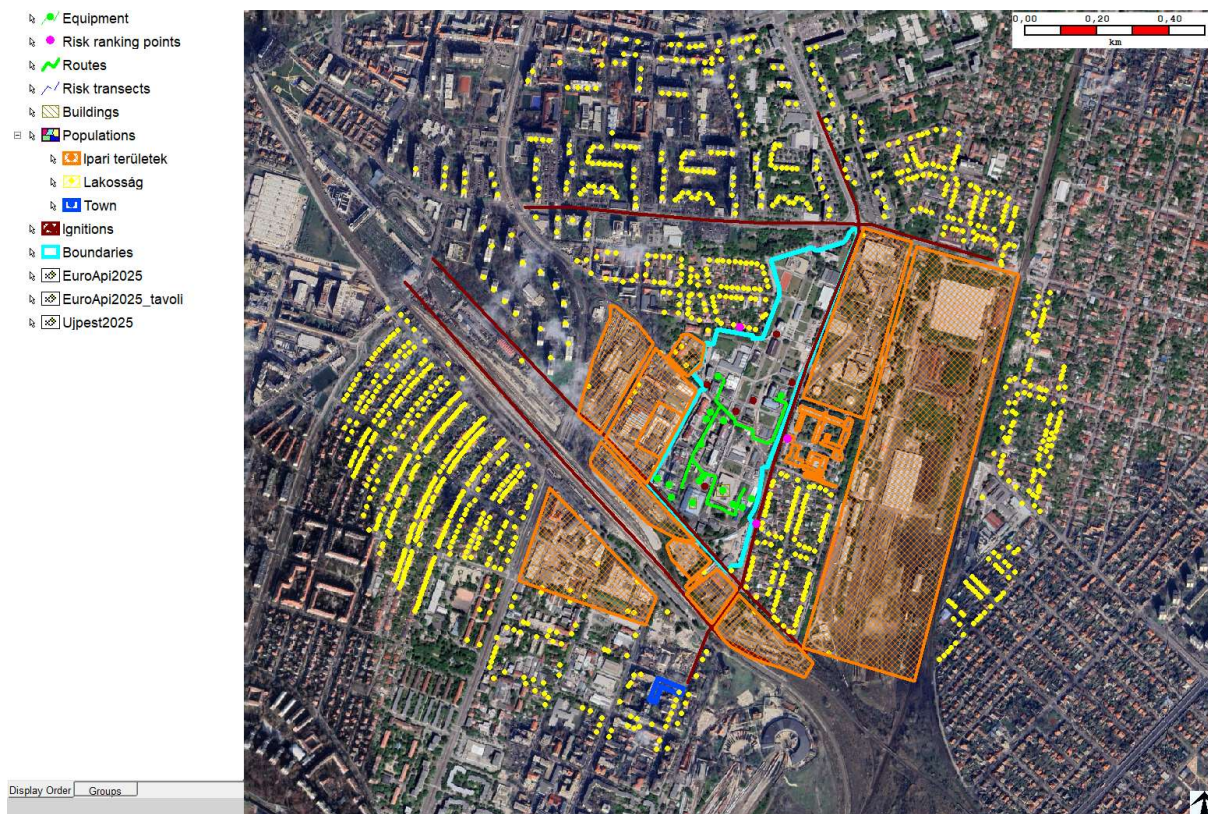 Equipment
Risk ranking points
Routes
Risk transects
Buildings
Populations
Ipari területek
Lakosság
Town
Ignitions
Boundaries
EuroApi2025
EuroApi2025_tavoli
Ujpest2025
0,00 0,20 0,40
km
Display Order Groups